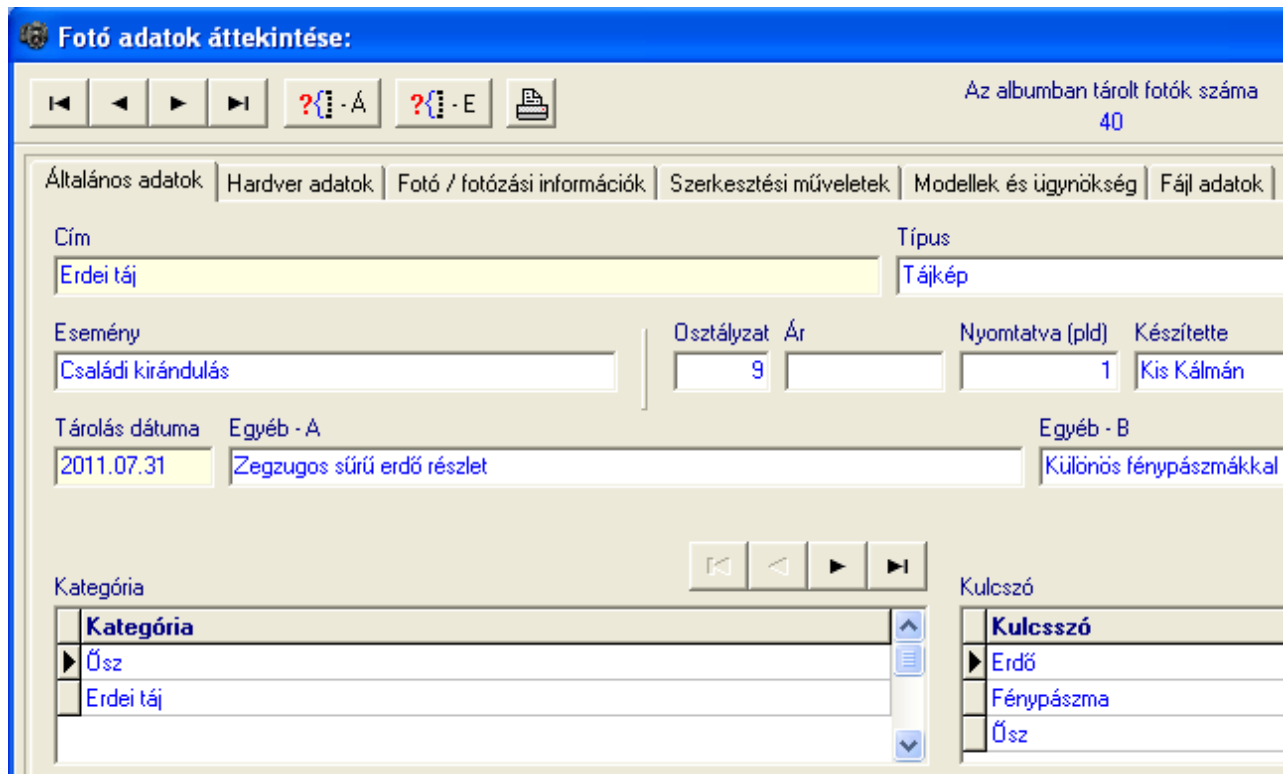 Fotó adatok áttekintése:
?{ - Á ?{ - E Az albumban tárolt fotók száma
40
Általános adatok Hardver adatok Fotó / fotózási információk Szerkesztési műveletek Modellek és ügynökség Fájl adatok
Cím Típus
Erdei táj Tájkép
Esemény Osztályzat Ár Nyomtatva (pld) Készítette
Családi kirándulás 9 1 Kis Kálmán
Tárolás dátuma Egyéb - A Egyéb - B
2011.07.31 Zegzugos sűrű erdő részlet Különös fénypászmákkal
Kategória Kulcszó
Kategória Kulcsszó
Ősz Erdő
Erdei táj Fénypászma
Ősz